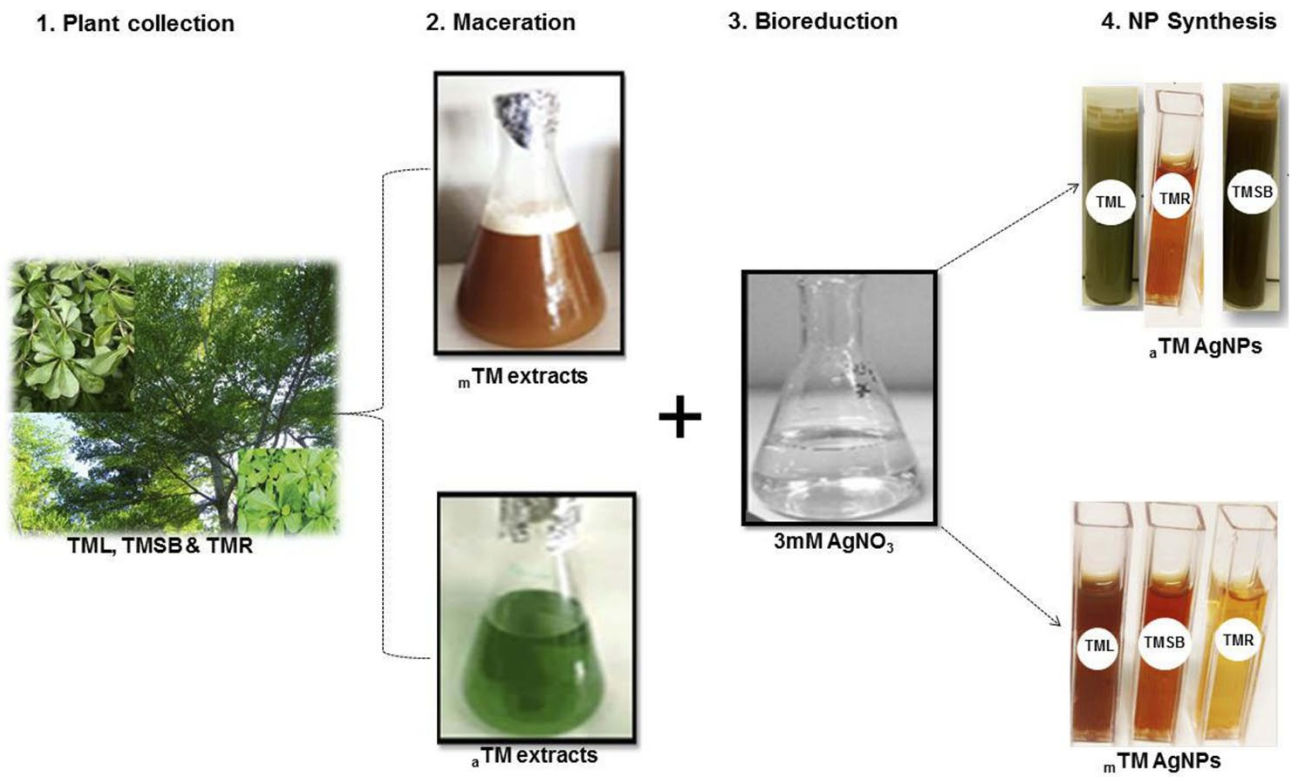 1. Plant collection
2. Maceration
3. Bioreduction
4. NP Synthesis
TML
TMR
TMSB
aTM AgNPs
mTM extracts
TML, TMSB & TMR
+
3mM AgNO₃
aTM extracts
TML
TMSB
TMR
mTM AgNPs